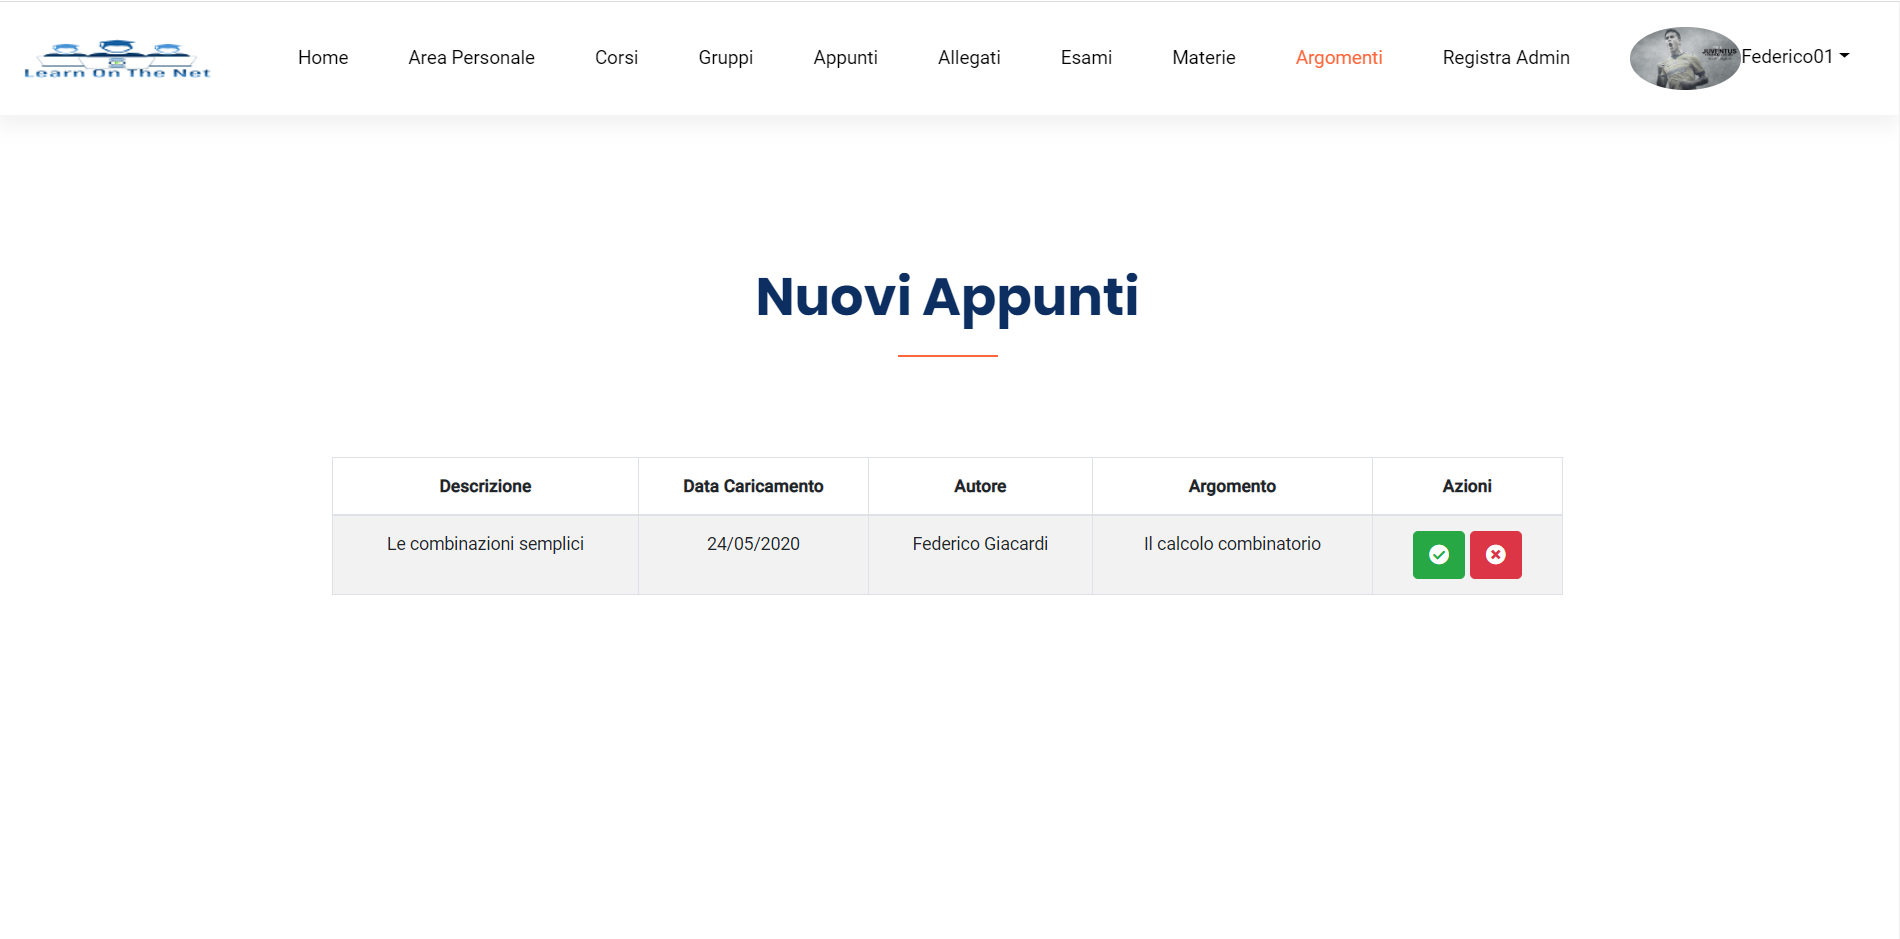 Learn On The Net
Home Area Personale Corsi Gruppi Appunti Allegati Esami Materie Argomenti Registra Admin Federico01
JUVENTUS
Nuovi Appunti
Descrizione Data Caricamento Autore Argomento Azioni
Le combinazioni semplici 24/05/2020 Federico Giacardi Il calcolo combinatorio